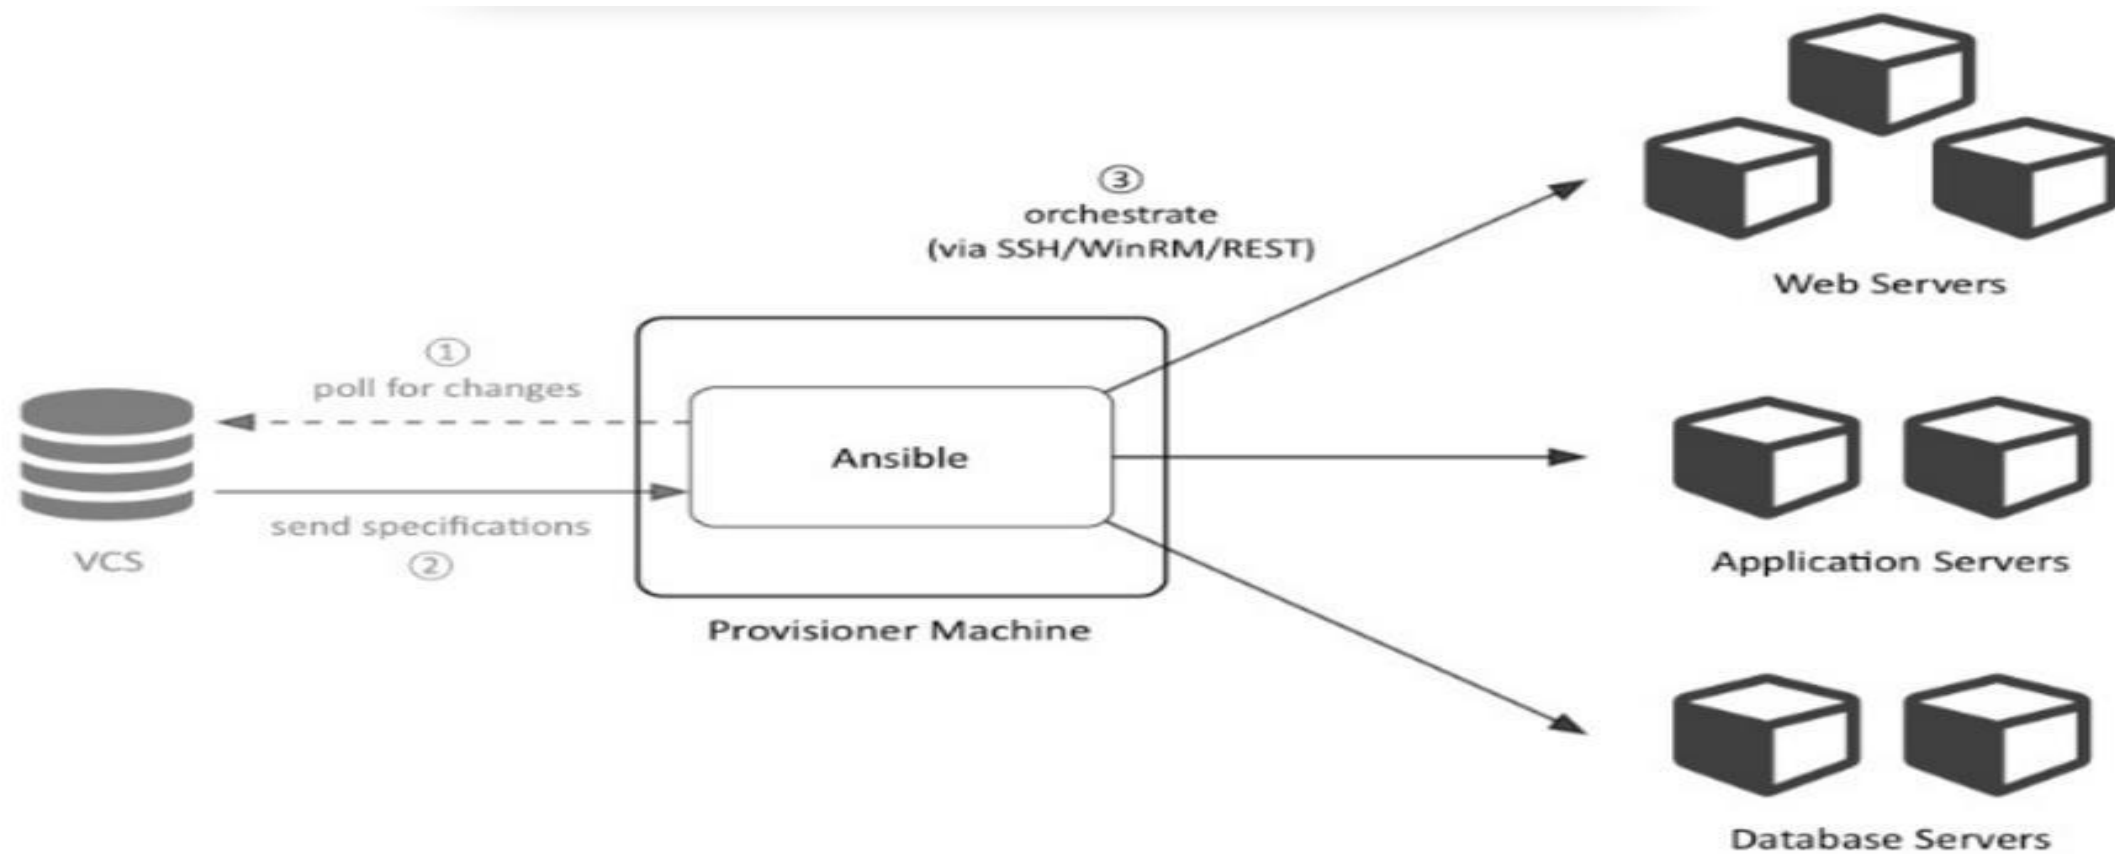 ③
orchestrate
(via SSH/WinRM/REST)
Web Servers
①
poll for changes
Ansible
send specifications
②
VCS
Application Servers
Provisioner Machine
Database Servers